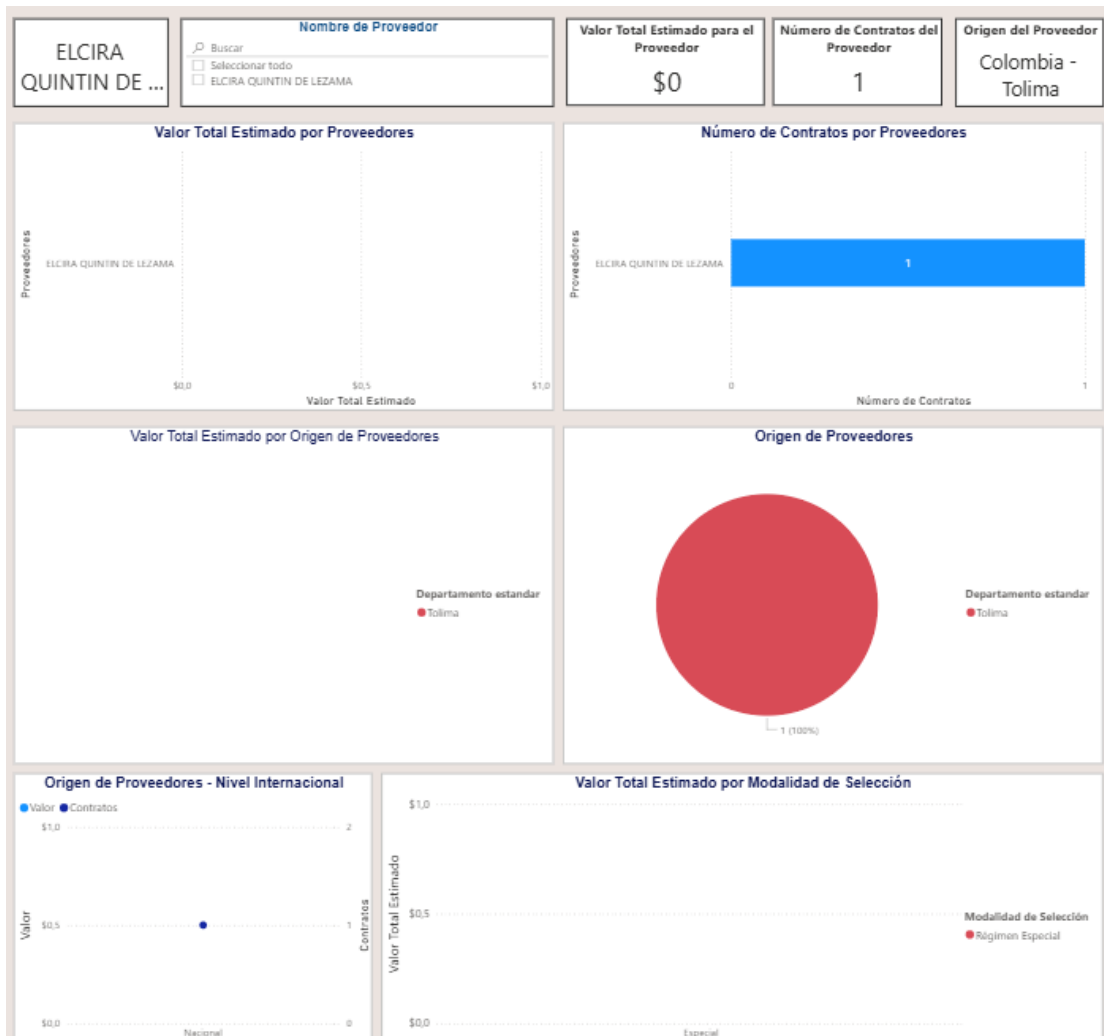 ELCIRA
QUINTIN DE ...
Nombre de Proveedor
Buscar
Seleccionar todo
ELCIRA QUINTIN DE LEZAMA
Valor Total Estimado para el
Proveedor
$0
Número de Contratos del
Proveedor
1
Origen del Proveedor
Colombia -
Tolima
Valor Total Estimado por Proveedores
Proveedores
ELCIRA QUINTIN DE LEZAMA
$0,0 $0,5 $1,0
Valor Total Estimado
Número de Contratos por Proveedores
Proveedores
ELCIRA QUINTIN DE LEZAMA
1
0 1
Número de Contratos
Valor Total Estimado por Origen de Proveedores
Departamento estandar
Tolima
Origen de Proveedores
Departamento estandar
Tolima
1 (100%)
Origen de Proveedores - Nivel Internacional
Valor Contratos
$1,0 2
Valor
$0,5 1
Contratos
$0,0 0
Nacional
Valor Total Estimado por Modalidad de Selección
$1,0
Valor Total Estimado
$0,5
$0,0
Especial
Modalidad de Selección
Régimen Especial